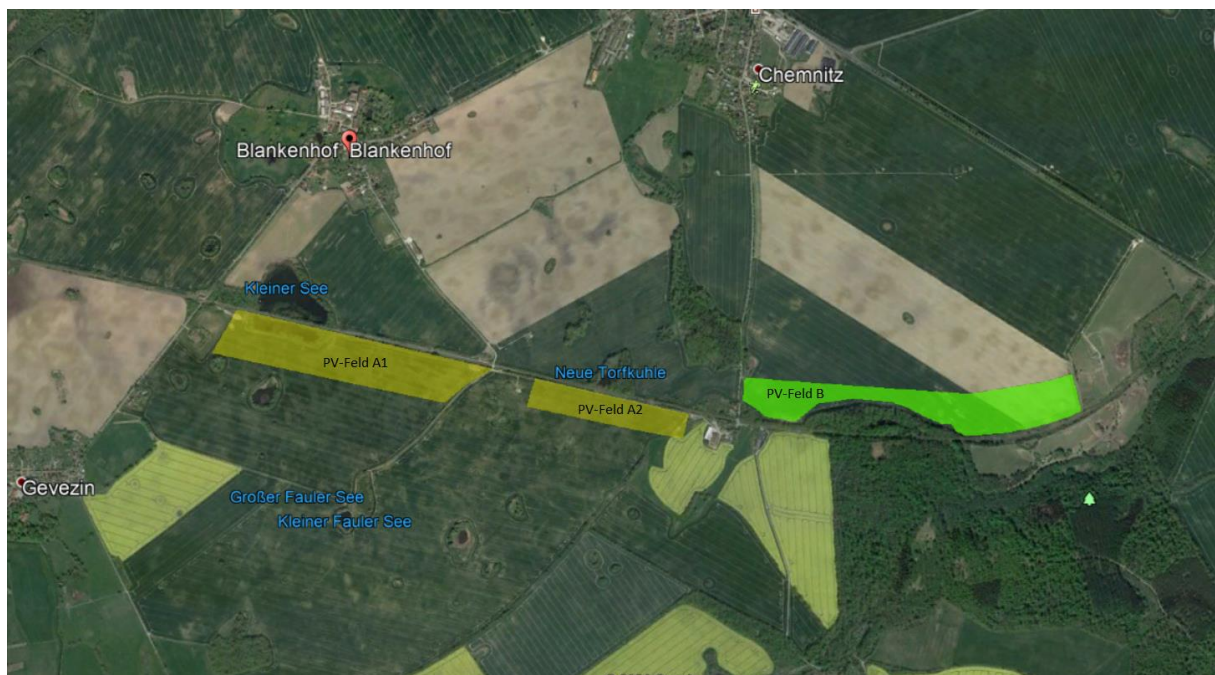 Chemnitz
Blankenhof Blankenhof
Kleiner See
PV-Feld A1
Neue Torfkuhle
PV-Feld A2
PV-Feld B
Gevezin
Großer Fauler See
Kleiner Fauler See